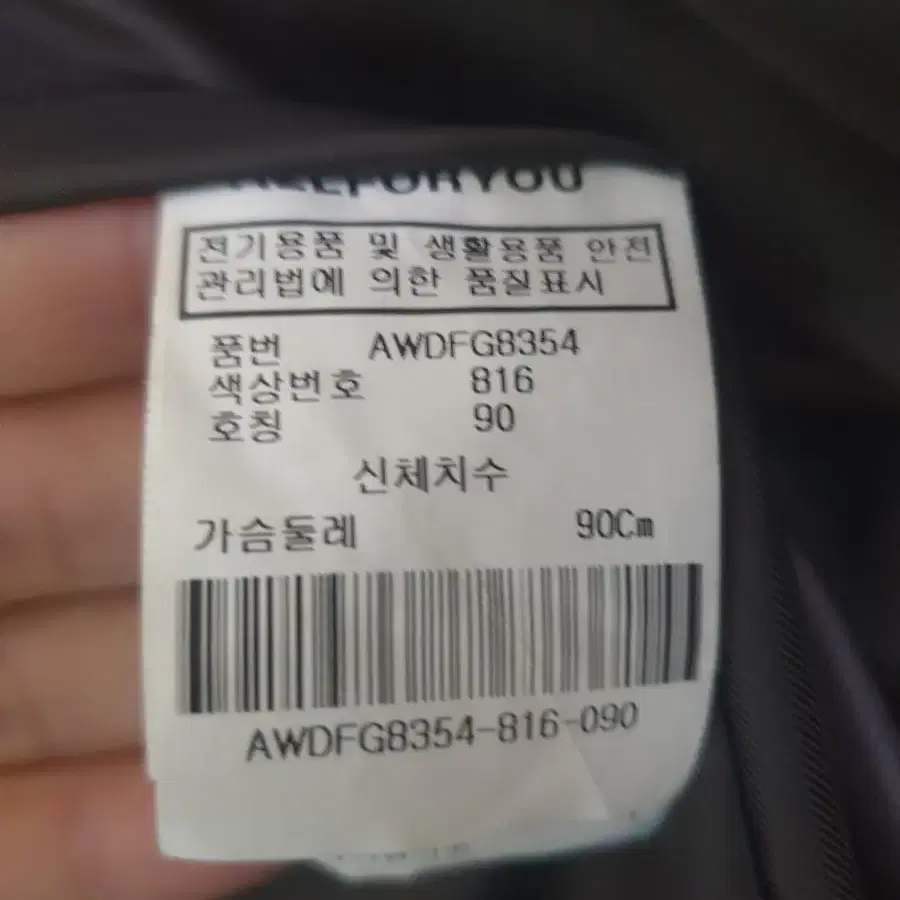 전기용품 및 생활용품 안전
관리법에 의한 품질표시
품번 AWDFG8354
색상번호 816
호칭 90
신체치수
가슴둘레 90Cm
AWDFG8354-816-090